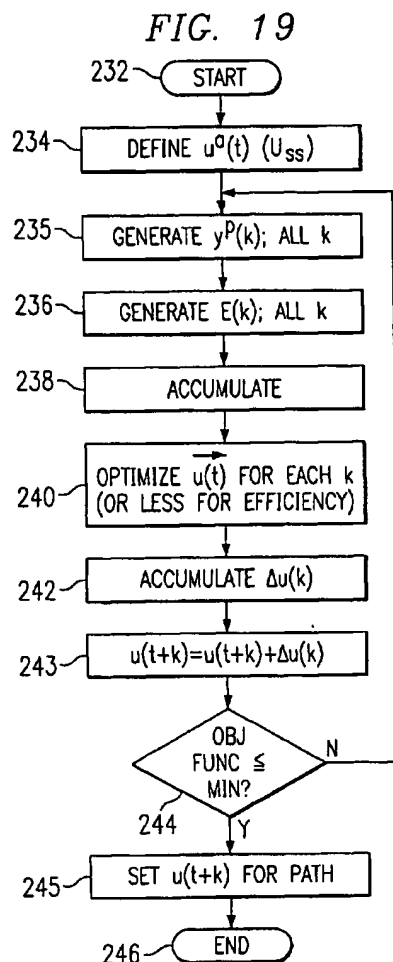 FIG. 19
232 START
234 DEFINE uᵃ(t) (U_SS)
235 GENERATE yᵖ(k); ALL k
236 GENERATE E(k); ALL k
238 ACCUMULATE
OPTIMIZE u(t) FOR EACH k
240 (OR LESS FOR EFFICIENCY)
242 ACCUMULATE Δu(k)
243 u(t+k)=u(t+k)+Δu(k)
OBJ
FUNC ≦ N
MIN?
244
Y
245 SET u(t+k) FOR PATH
246 END